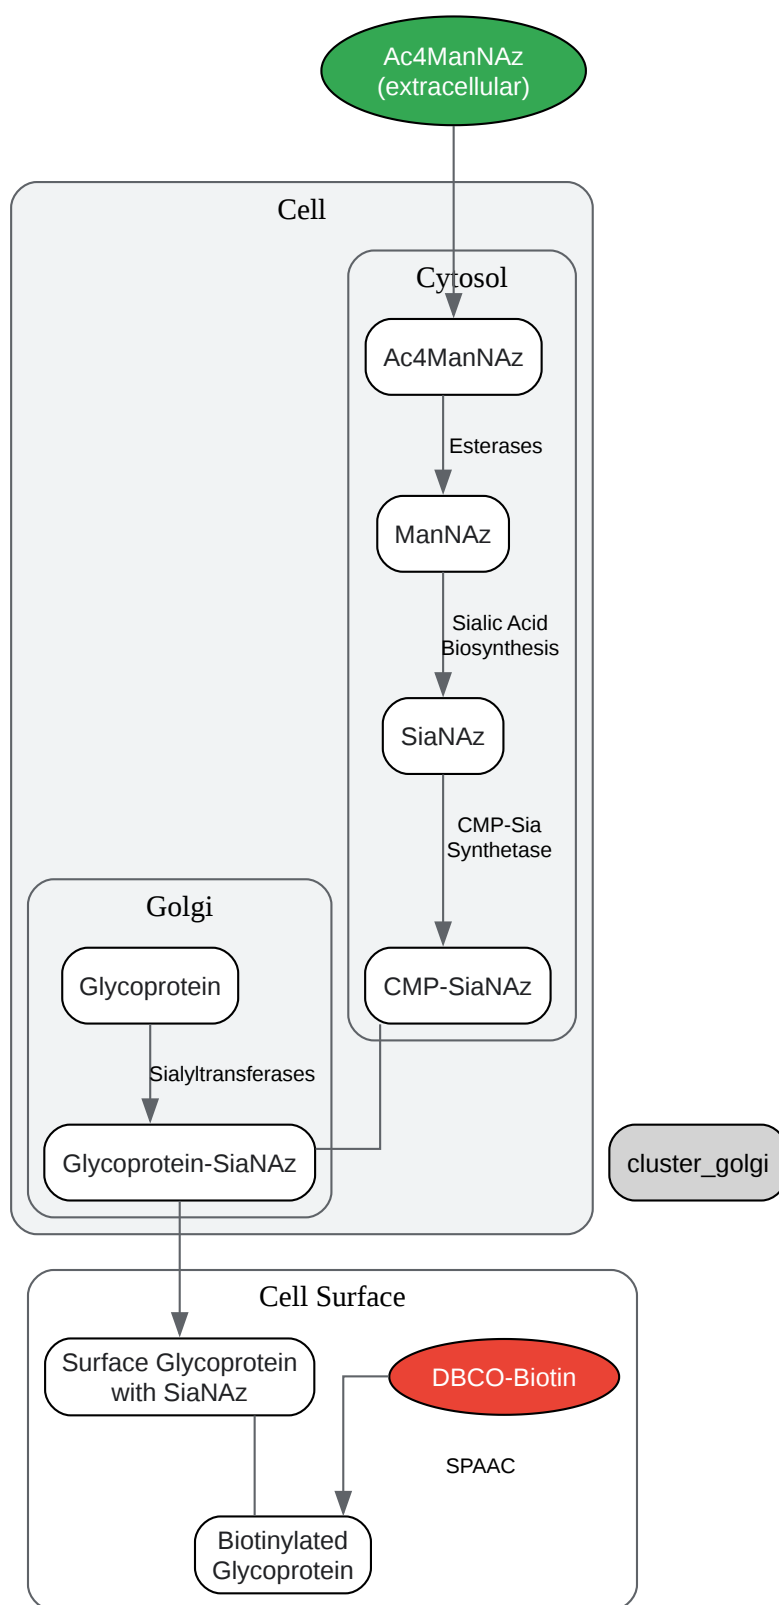 Ac4ManNAz
(extracellular)
Cell
Cytosol
Ac4ManNAz
Esterases
ManNAz
Sialic Acid
Biosynthesis
SiaNAz
CMP-Sia
Synthetase
Golgi
Glycoprotein
CMP-SiaNAz
Sialyltransferases
Glycoprotein-SiaNAz
cluster_golgi
Cell Surface
Surface Glycoprotein
with SiaNAz
DBCO-Biotin
SPAAC
Biotinylated
Glycoprotein